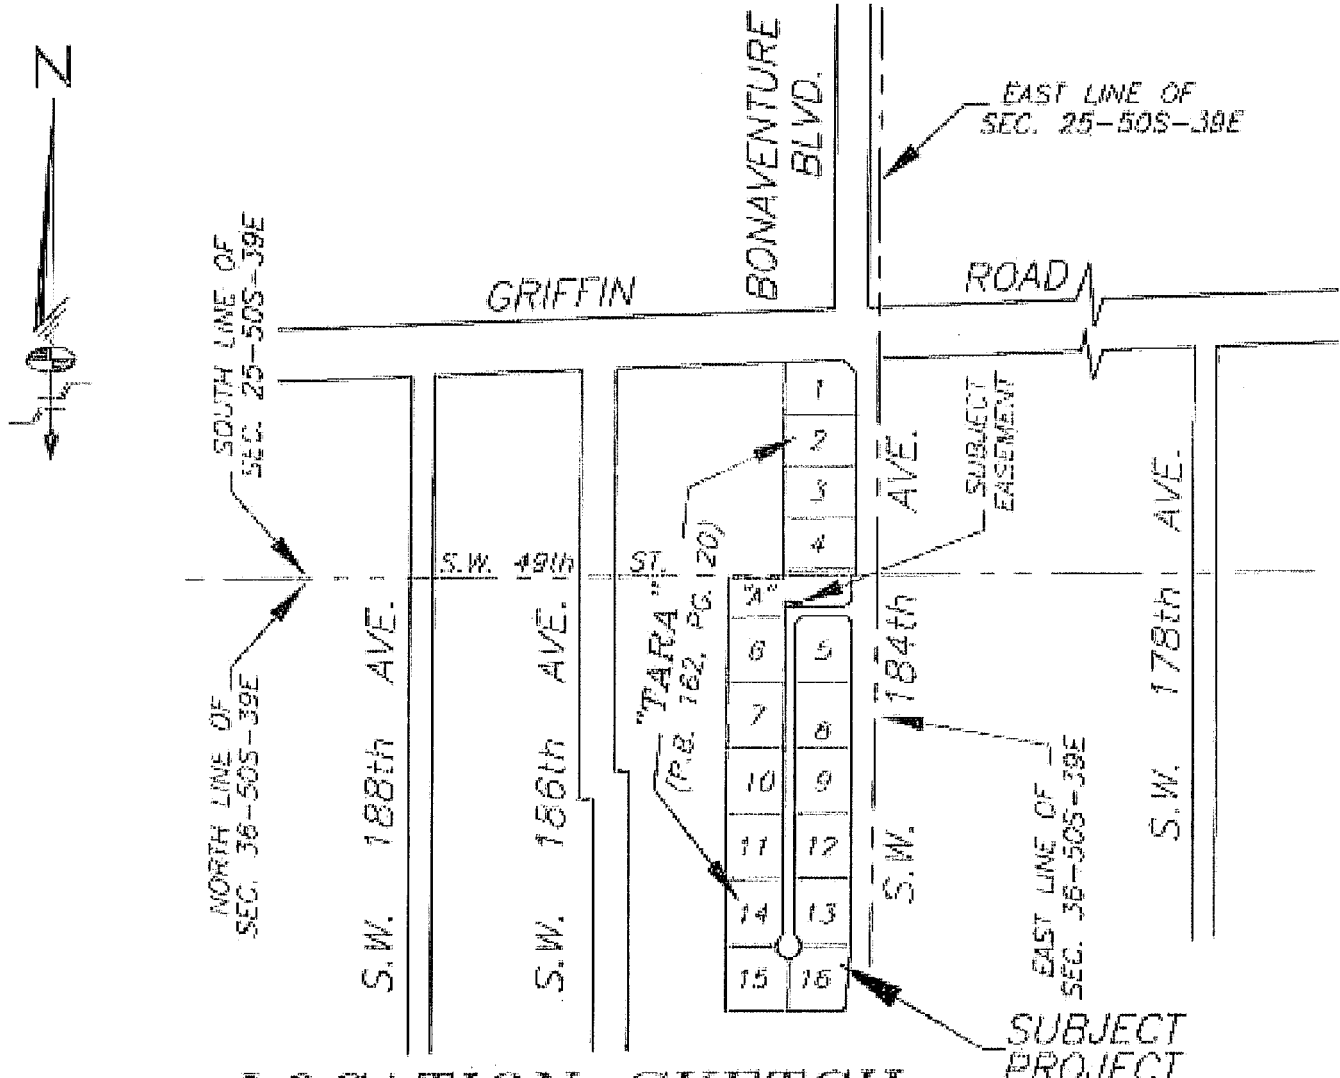 N
BONAVENTURE
BLVD.
EAST LINE OF
SEC. 25-50S-39E
GRIFFIN
ROAD
SOUTH LINE OF
SEC. 25-50S-39E
SUBJECT
EASEMENT
1
2
3
4
S.W. 49th
ST.
"A"
"TARA"
(P.B. 162, PG. 20)
S.W. 188th AVE.
S.W. 186th AVE.
S.W. 184th AVE.
S.W. 178th AVE.
6
5
7
8
10
9
11
12
14
13
15
16
NORTH LINE OF
SEC. 36-50S-39E
EAST LINE OF
SEC. 36-50S-39E
SUBJECT
PROJECT
LOCATION SKETCH